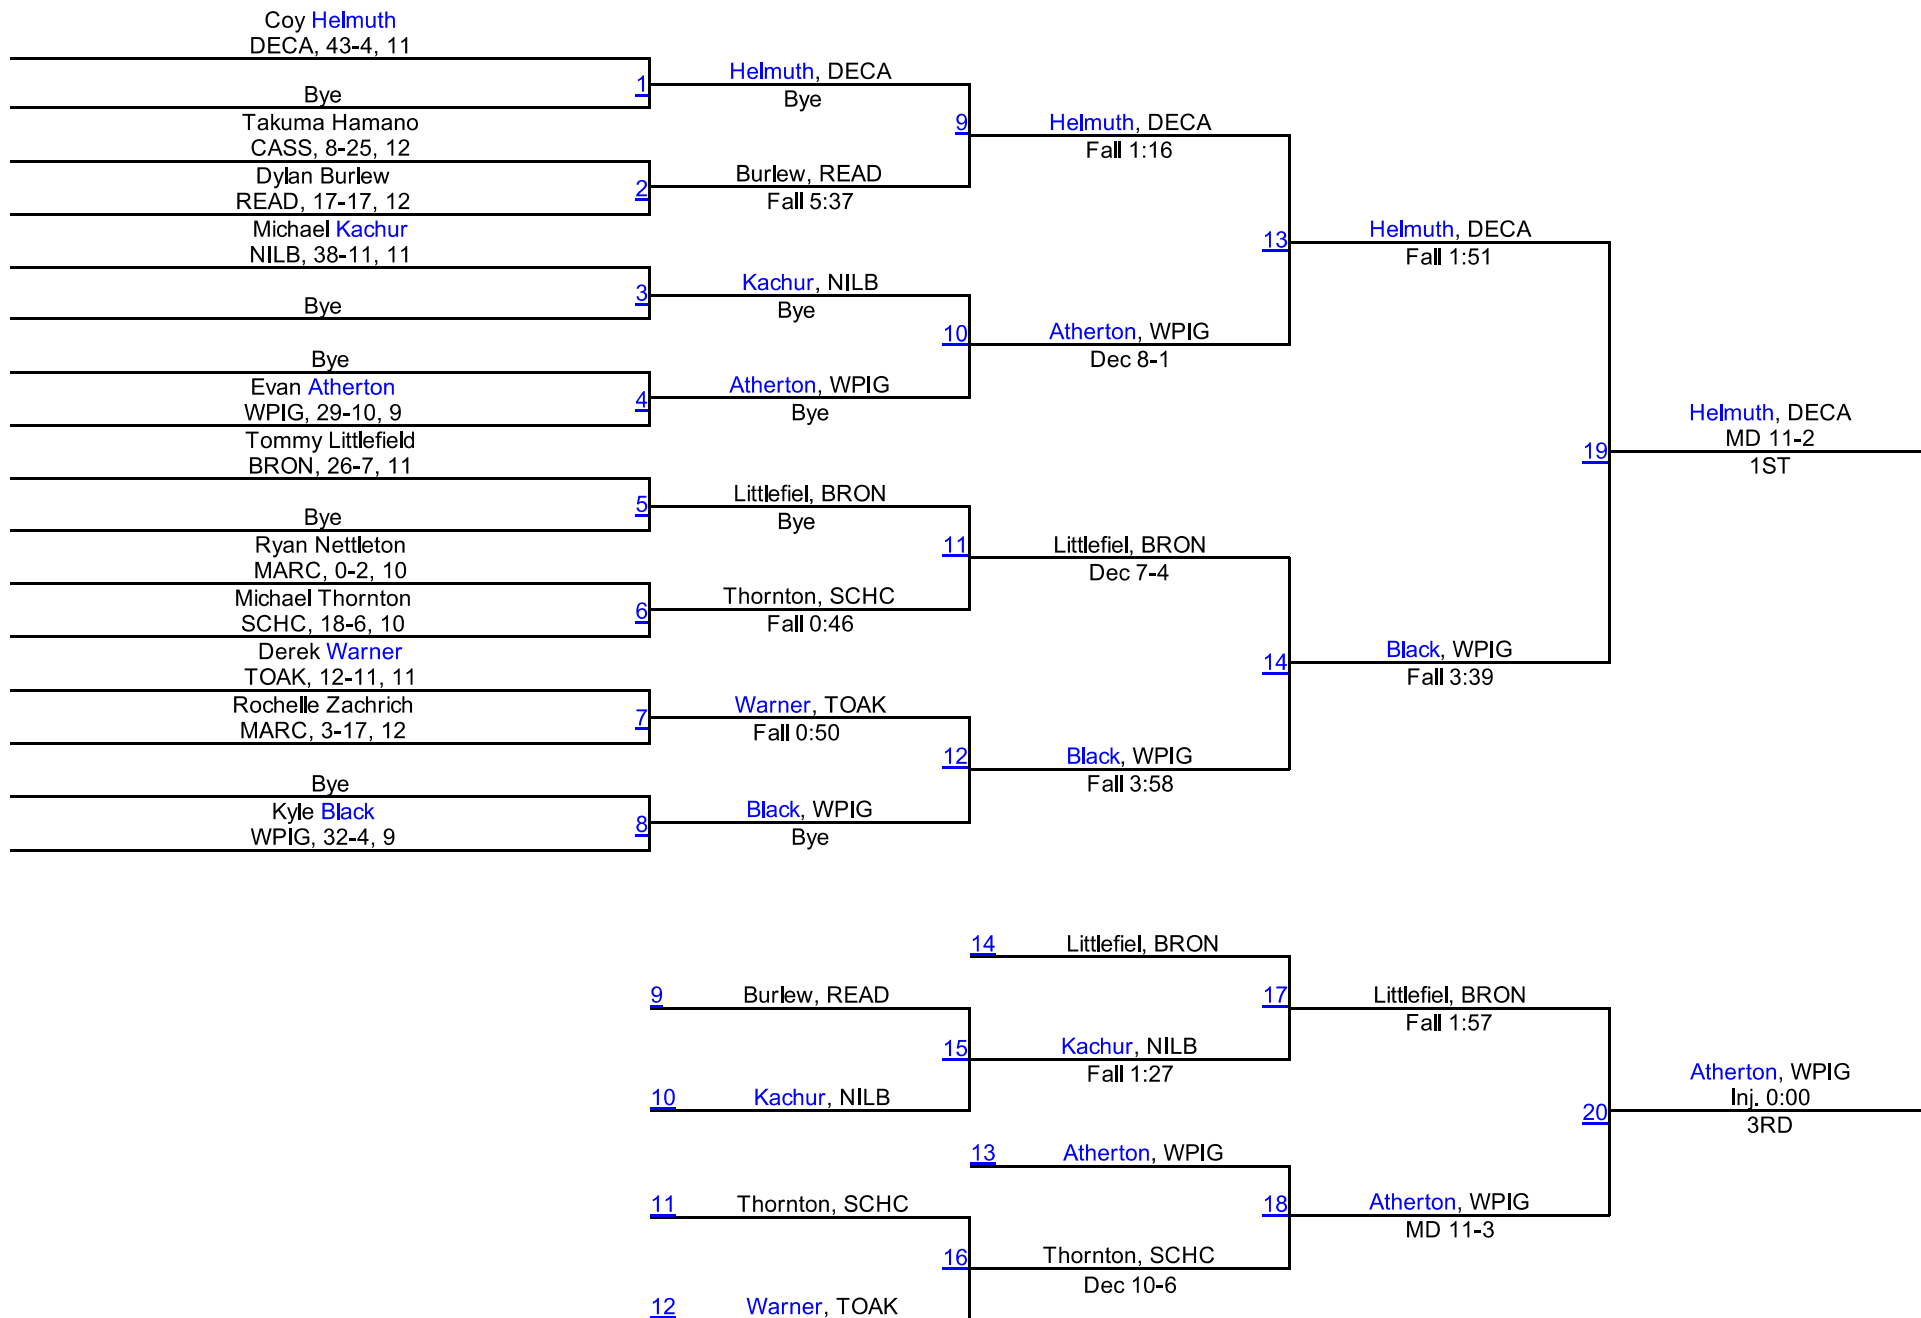 Coy Helmuth
DECA, 43-4, 11
Bye
1
Takuma Hamano
CASS, 8-25, 12
Dylan Burlew
READ, 17-17, 12
2
Michael Kachur
NILB, 38-11, 11
Bye
3
Bye
Evan Atherton
WPIG, 29-10, 9
4
Tommy Littlefield
BRON, 26-7, 11
Bye
5
Ryan Nettleton
MARC, 0-2, 10
Michael Thornton
SCHC, 18-6, 10
6
Derek Warner
TOAK, 12-11, 11
Rochelle Zachrich
MARC, 3-17, 12
7
Bye
Kyle Black
WPIG, 32-4, 9
8
Helmuth, DECA
Bye
9
Burlew, READ
Fall 5:37
Kachur, NILB
Bye
10
Atherton, WPIG
Bye
Littlefiel, BRON
Bye
11
Thornton, SCHC
Fall 0:46
Warner, TOAK
Fall 0:50
12
Black, WPIG
Bye
Helmuth, DECA
Fall 1:16
13
Atherton, WPIG
Dec 8-1
Littlefiel, BRON
Dec 7-4
14
Black, WPIG
Fall 3:58
Helmuth, DECA
Fall 1:51
19
Black, WPIG
Fall 3:39
Helmuth, DECA
MD 11-2
1ST
14 Littlefiel, BRON
9 Burlew, READ
15
10 Kachur, NILB
Kachur, NILB
Fall 1:27
17
13 Atherton, WPIG
11 Thornton, SCHC
16
12 Warner, TOAK
Thornton, SCHC
Dec 10-6
18
Littlefiel, BRON
Fall 1:57
20
Atherton, WPIG
MD 11-3
Atherton, WPIG
Inj. 0:00
3RD